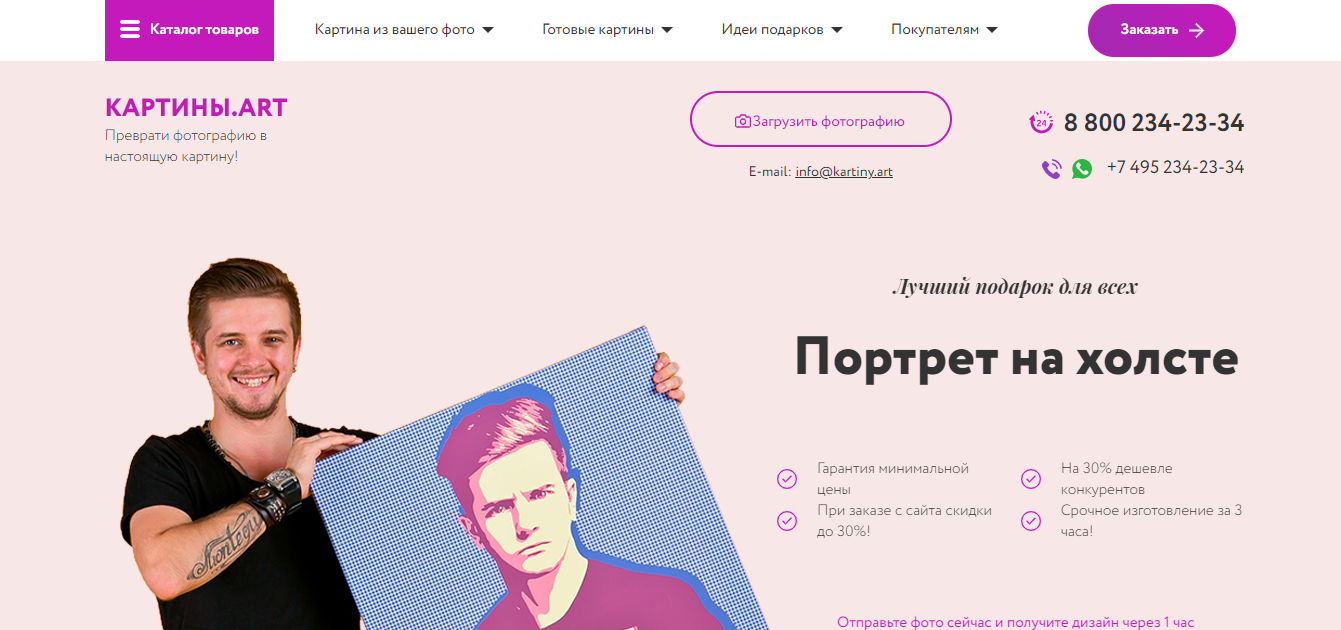 Каталог товаров
Картина из вашего фото
Готовые картины
Идеи подарков
Покупателям
Заказать
КАРТИНЫ.ART
Преврати фотографию в
настоящую картину!
Загрузить фотографию
E-mail: info@kartiny.art
24
8 800 234-23-34
+7 495 234-23-34
Лучший подарок для всех
Портрет на холсте
Гарантия минимальной
цены
На 30% дешевле
конкурентов
При заказе с сайта скидки
до 30%!
Срочное изготовление за 3
часа!
Отправьте фото сейчас и получите дизайн через 1 час